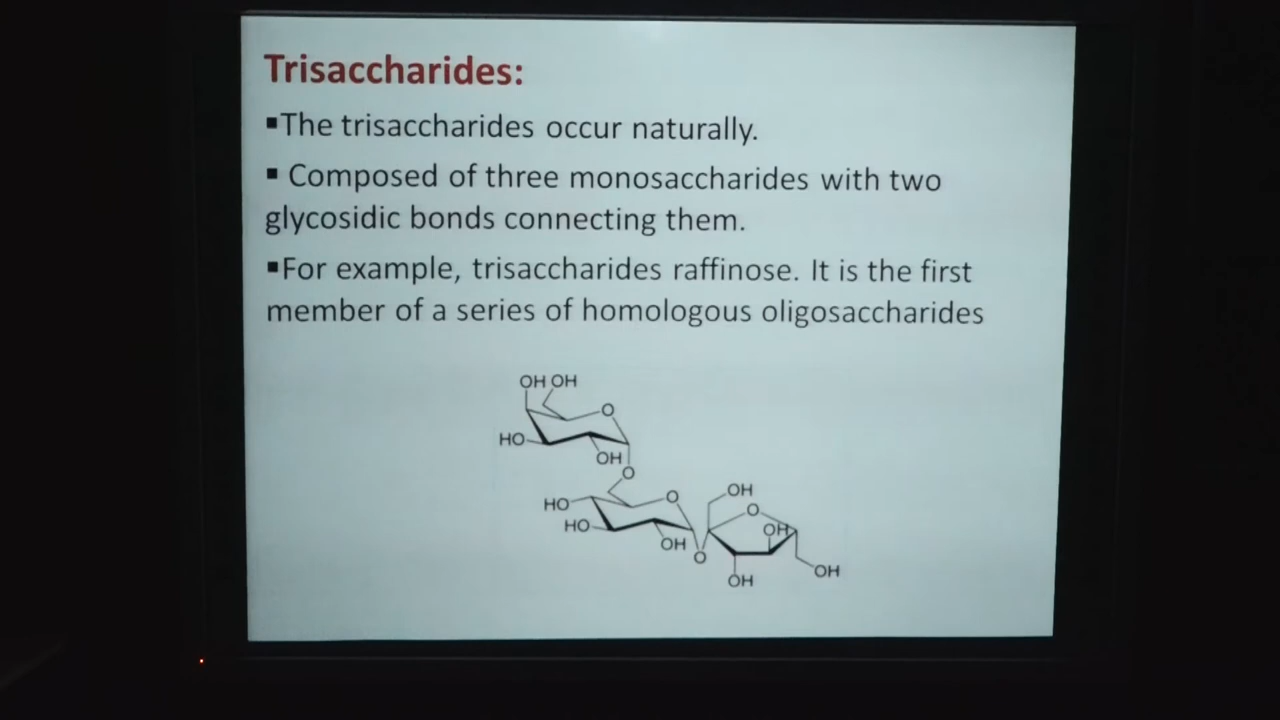 Trisaccharides:
▪The trisaccharides occur naturally.
▪ Composed of three monosaccharides with two
glycosidic bonds connecting them.
▪For example, trisaccharides raffinose. It is the first
member of a series of homologous oligosaccharides
OH OH
O
HO
OH
O
HO
O
OH
O
HO
OH
OH
O
OH
OH